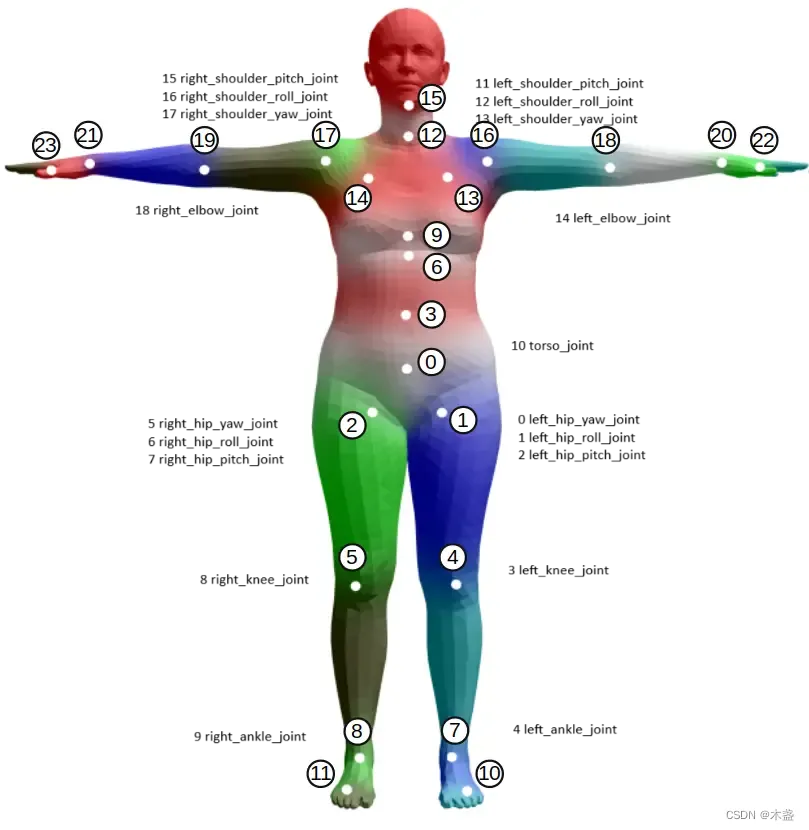 15 right_shoulder_pitch_joint
16 right_shoulder_roll_joint
17 right_shoulder_yaw_joint
11 left_shoulder_pitch_joint
12 left_shoulder_roll_joint
13 left_shoulder_yaw_joint
15
23
21
19
17
12
16
18
20
22
14
13
18 right_elbow_joint
14 left_elbow_joint
9
6
3
10 torso_joint
0
5 right_hip_yaw_joint
6 right_hip_roll_joint
7 right_hip_pitch_joint
2
1
0 left_hip_yaw_joint
1 left_hip_roll_joint
2 left_hip_pitch_joint
5
4
8 right_knee_joint
3 left_knee_joint
9 right_ankle_joint
8
7
4 left_ankle_joint
11
10
CSDN @木盏